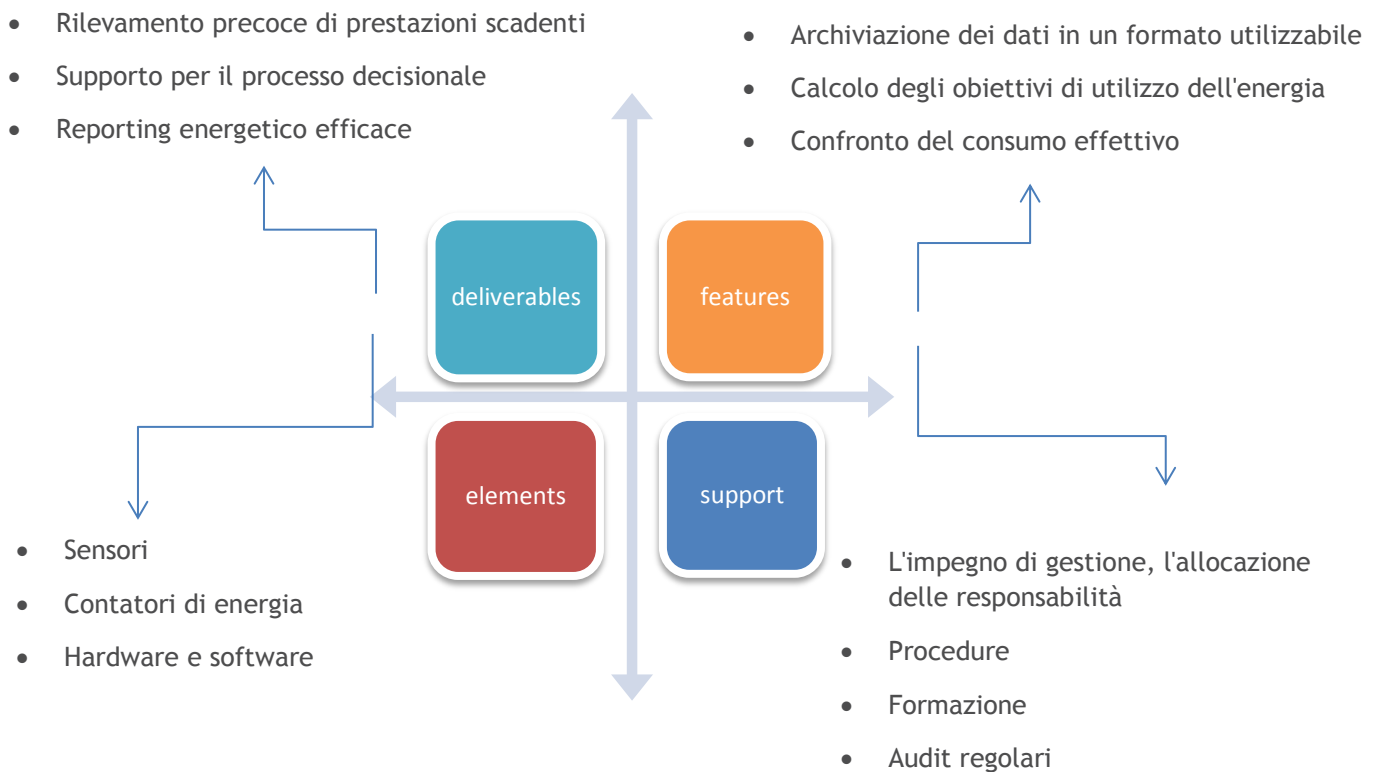 • Rilevamento precoce di prestazioni scadenti
• Supporto per il processo decisionale
• Reporting energetico efficace
• Archiviazione dei dati in un formato utilizzabile
• Calcolo degli obiettivi di utilizzo dell'energia
• Confronto del consumo effettivo
deliverables
features
elements
support
• Sensori
• Contatori di energia
• Hardware e software
• L'impegno di gestione, l'allocazione
delle responsabilità
• Procedure
• Formazione
• Audit regolari